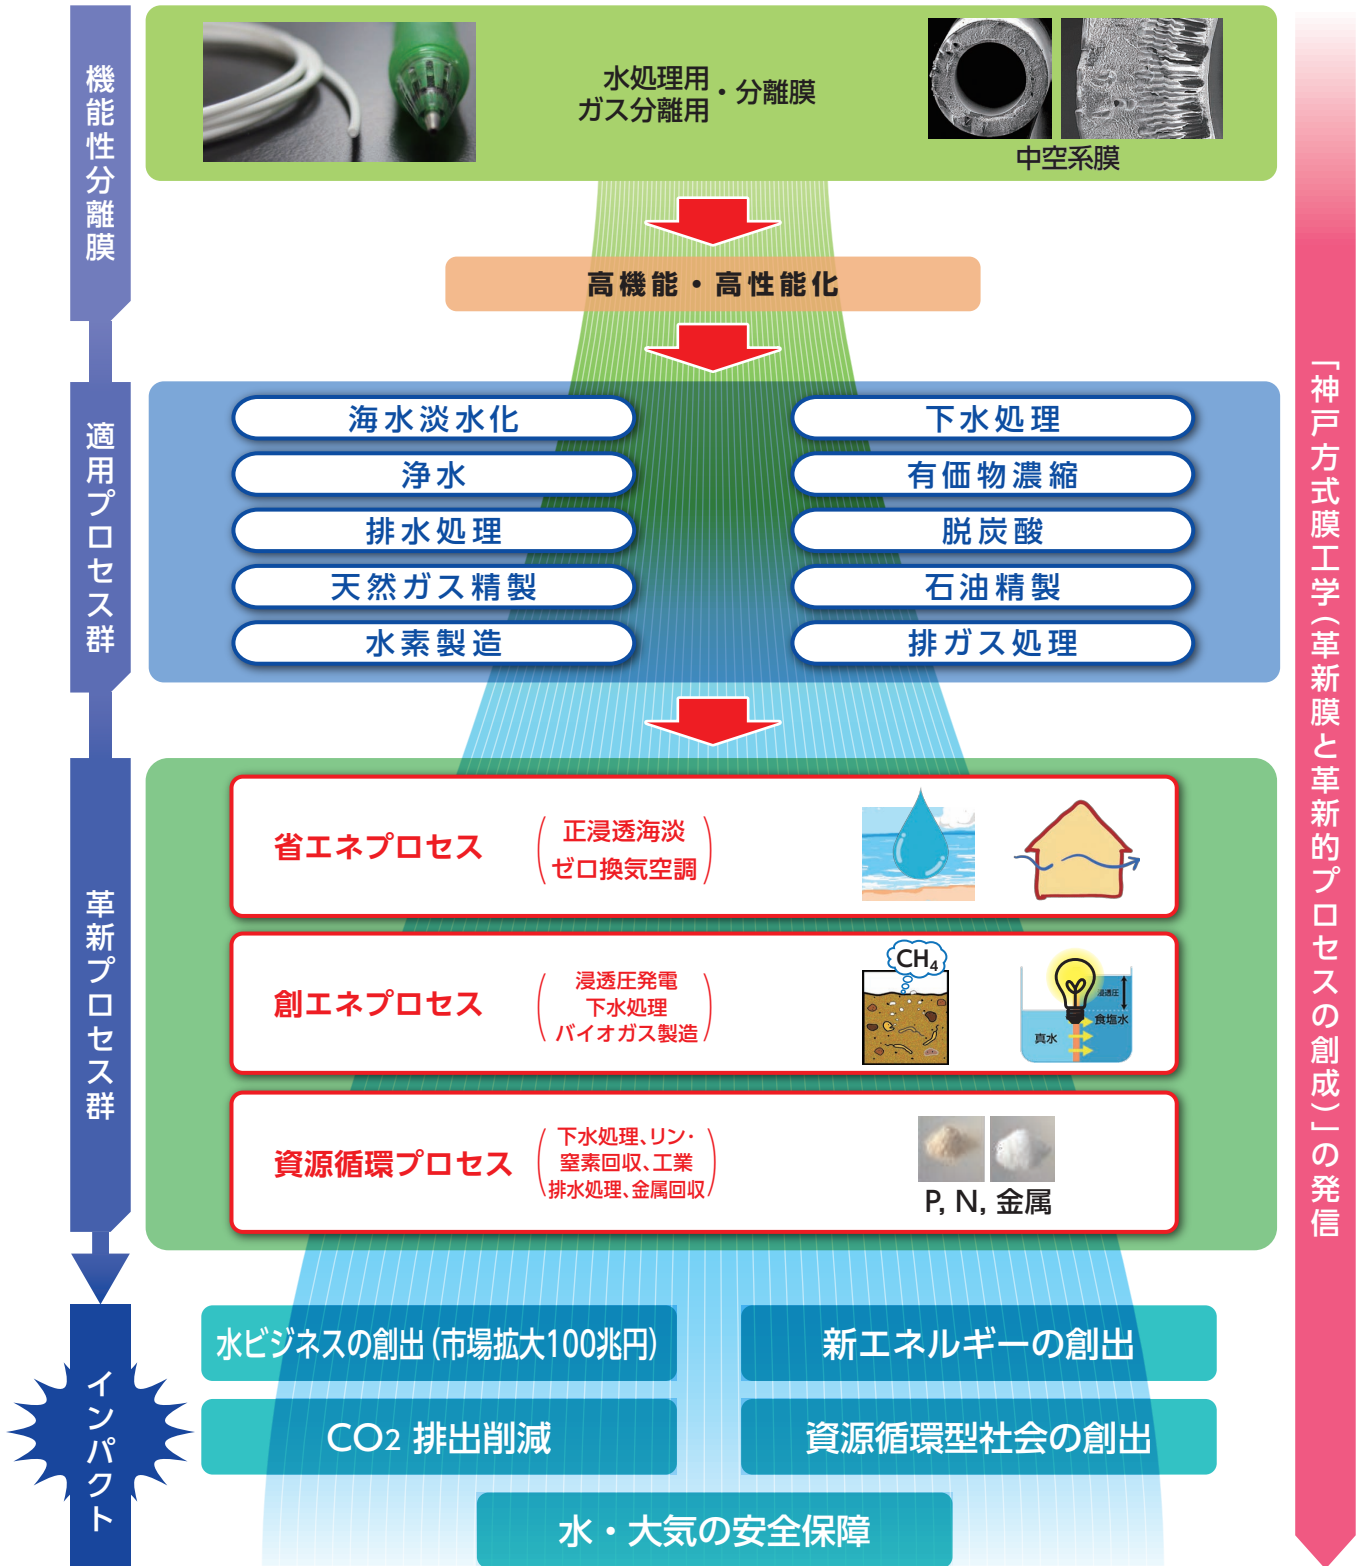 機能性分離膜
水処理用
ガス分離用
・分離膜
中空系膜
高機能・高性能化
適用プロセス群
海水淡水化
下水処理
浄水
有価物濃縮
排水処理
脱炭酸
天然ガス精製
石油精製
水素製造
排ガス処理
革新プロセス群
省エネプロセス
(正浸透海淡
ゼロ換気空調)
創エネプロセス
(浸透圧発電
下水処理
バイオガス製造)
CH4
浸透圧
食塩水
真水
資源循環プロセス
(下水処理、リン・
窒素回収、工業
排水処理、金属回収)
P, N, 金属
インパクト
水ビジネスの創出(市場拡大100兆円)
新エネルギーの創出
CO2 排出削減
資源循環型社会の創出
水・大気の安全保障
「神戸方式膜工学(革新膜と革新的プロセスの創成)」の発信